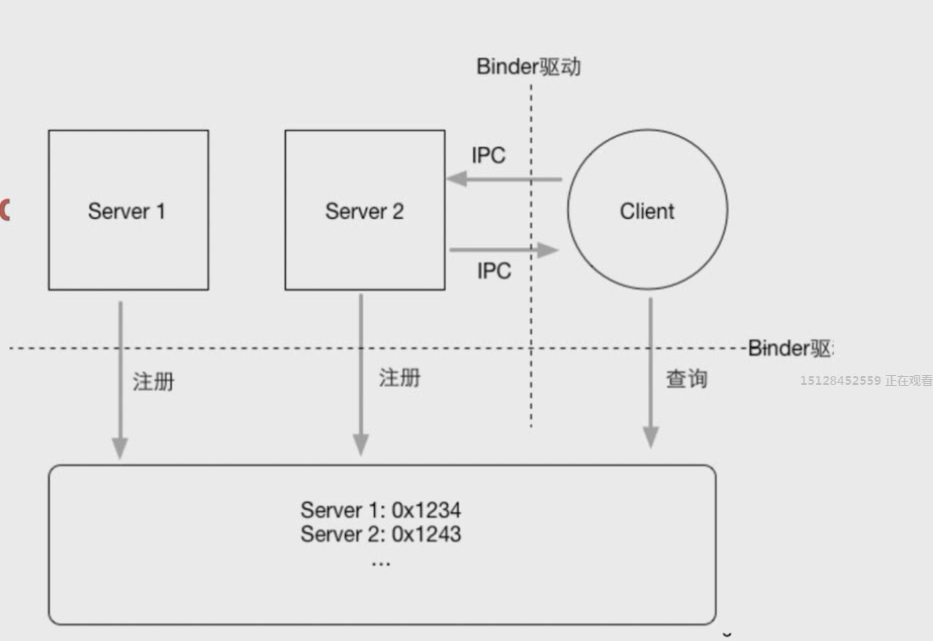 Binder驱动
IPC
Server 1
Server 2
Client
IPC
Binder驱
注册
注册
查询
15128452559 正在观看
Server 1: 0x1234
Server 2: 0x1243
...